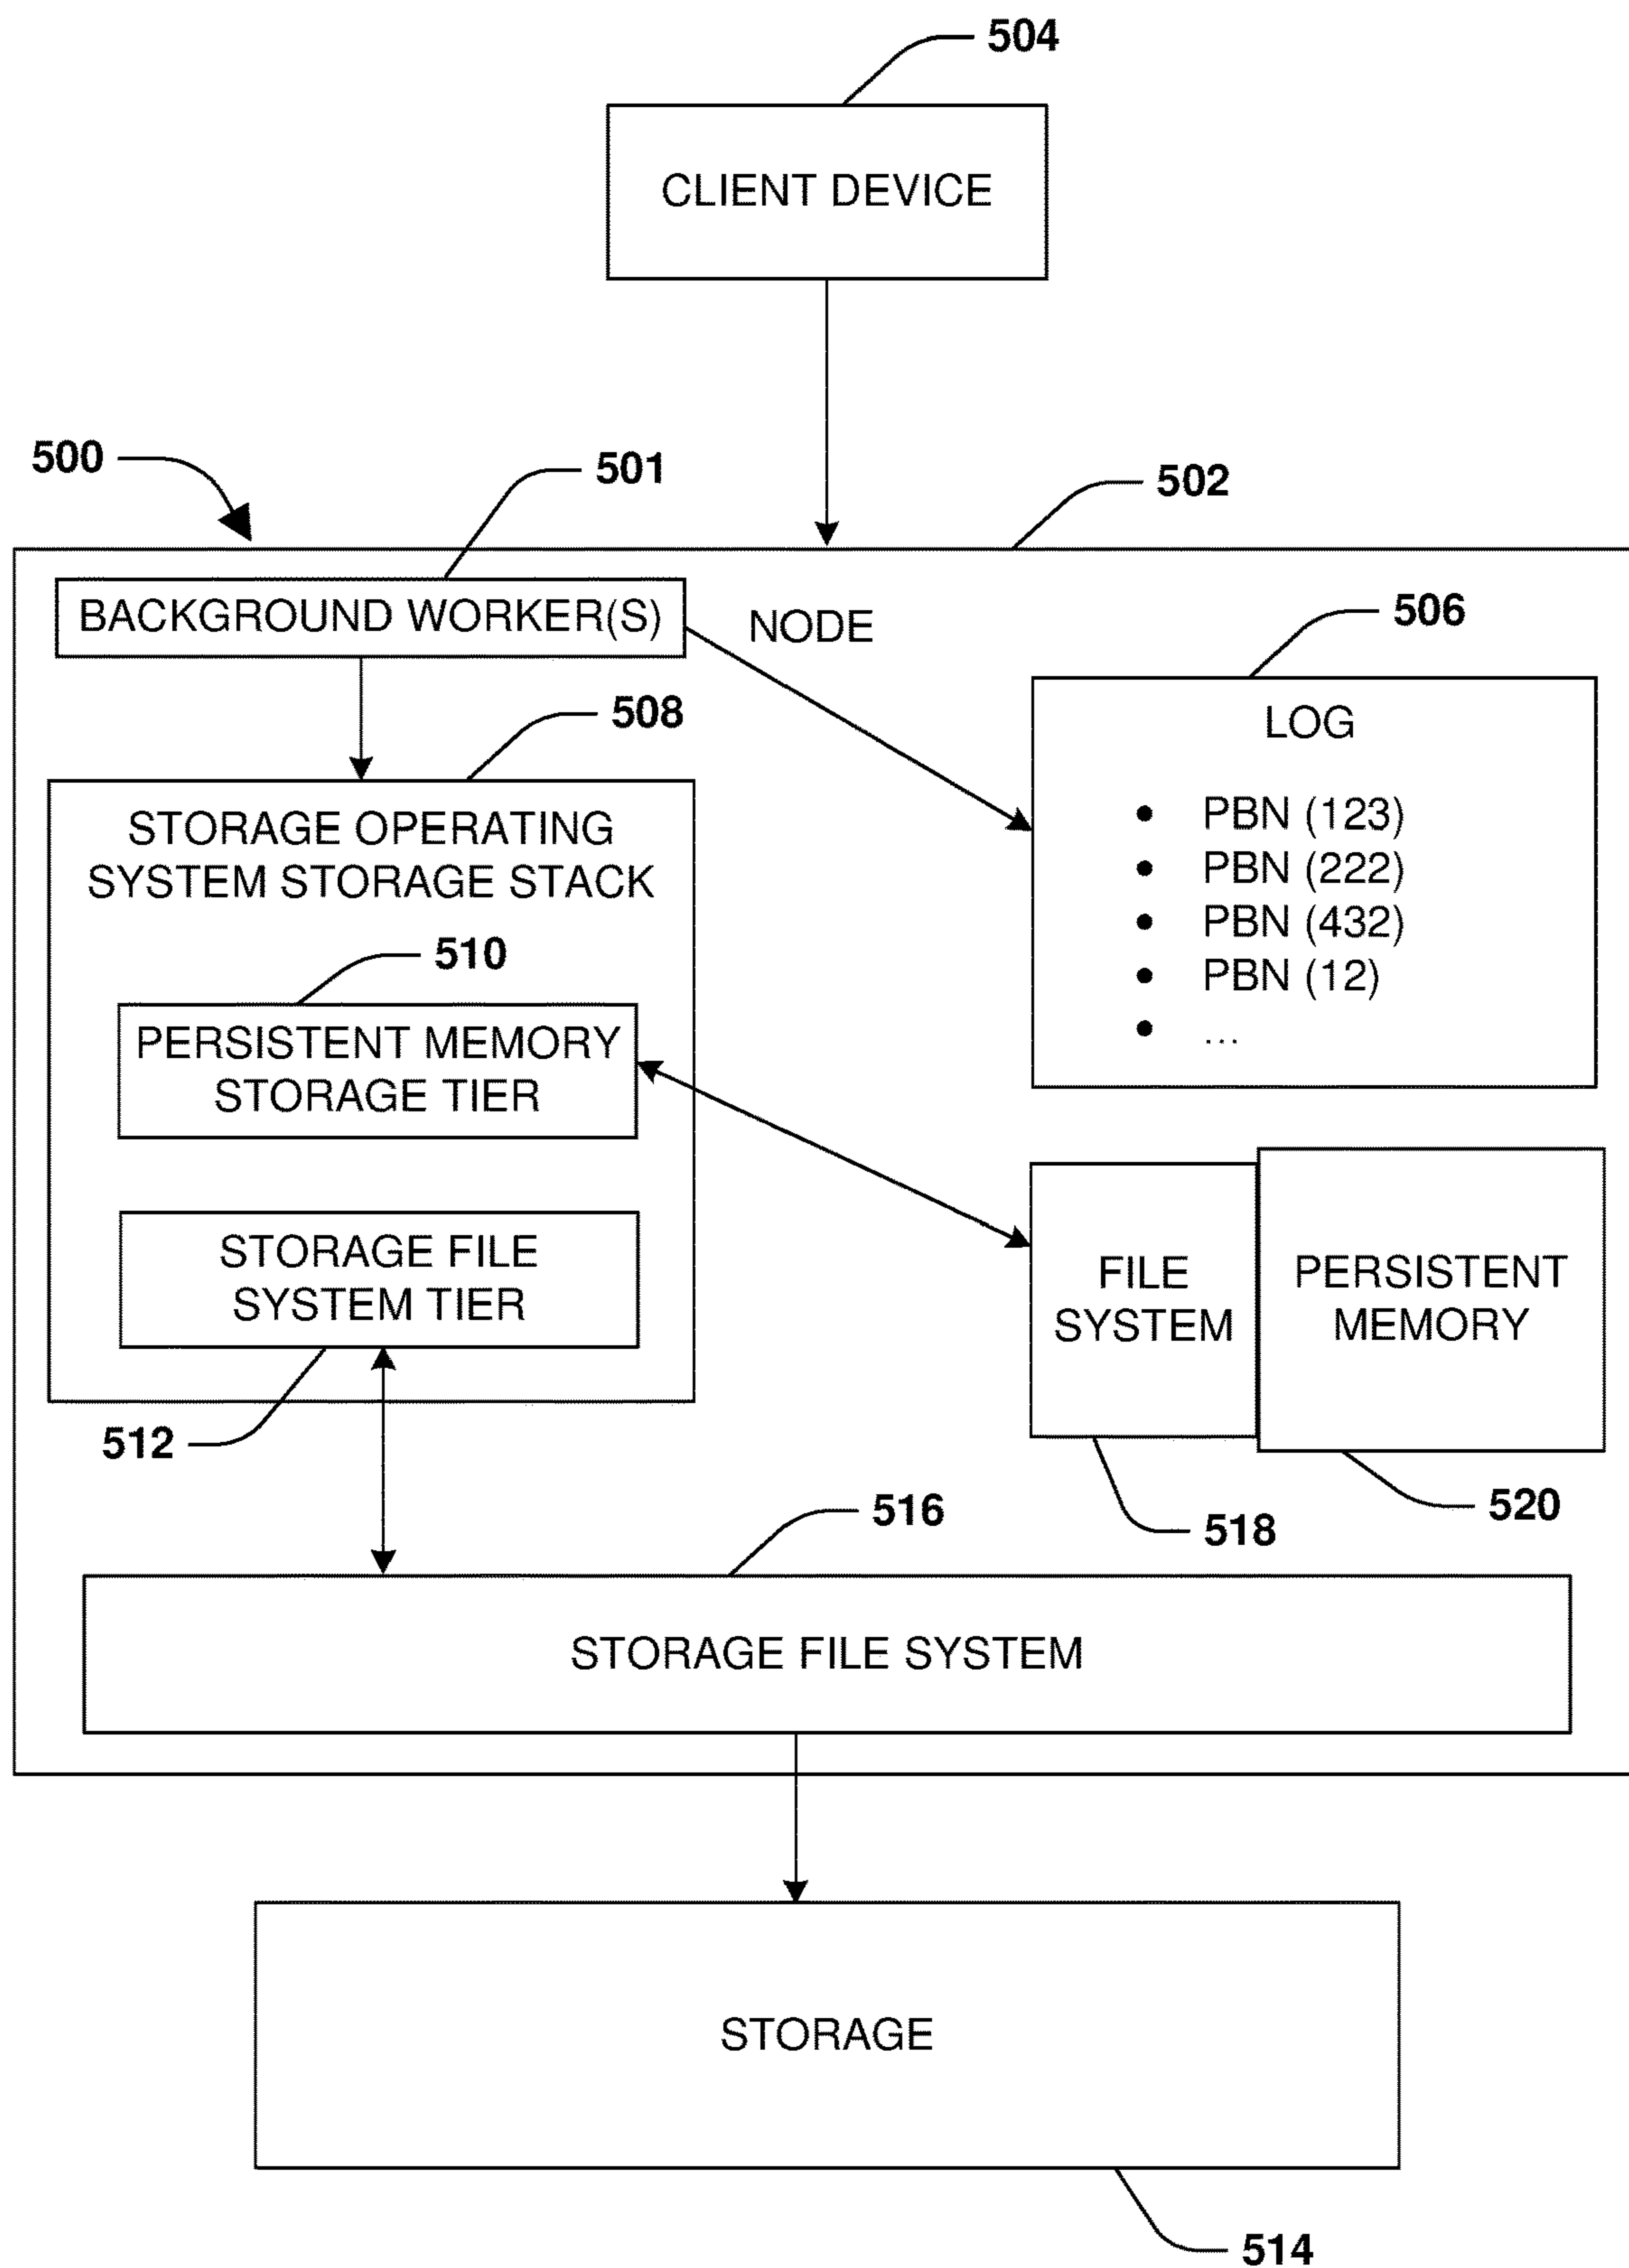 504
CLIENT DEVICE
500
501
502
BACKGROUND WORKER(S)
NODE
506
508
LOG
• PBN (123)
• PBN (222)
• PBN (432)
• PBN (12)
• ...
STORAGE OPERATING
SYSTEM STORAGE STACK
510
PERSISTENT MEMORY
STORAGE TIER
STORAGE FILE
SYSTEM TIER
512
FILE
SYSTEM
PERSISTENT
MEMORY
518
520
516
STORAGE FILE SYSTEM
STORAGE
514